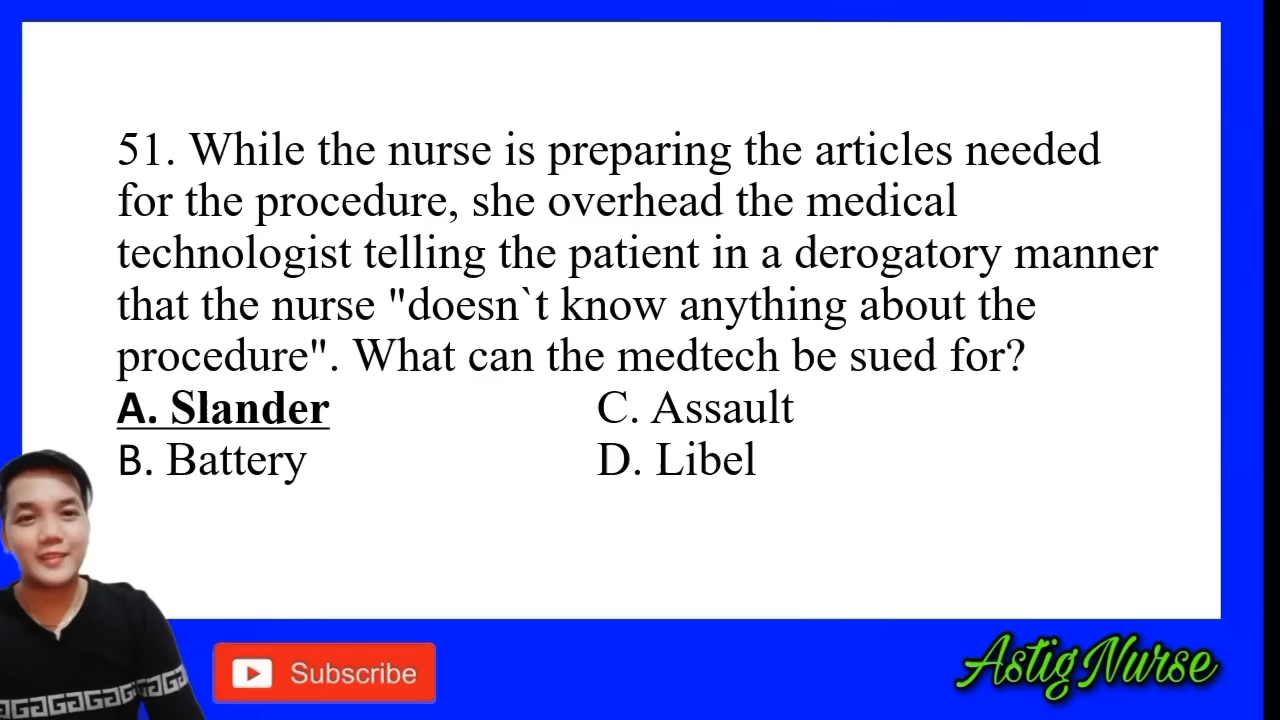 51. While the nurse is preparing the articles needed
for the procedure, she overhead the medical
technologist telling the patient in a derogatory manner
that the nurse "doesn`t know anything about the
procedure". What can the medtech be sued for?
A. Slander C. Assault
B. Battery D. Libel
Subscribe
Astig Nurse